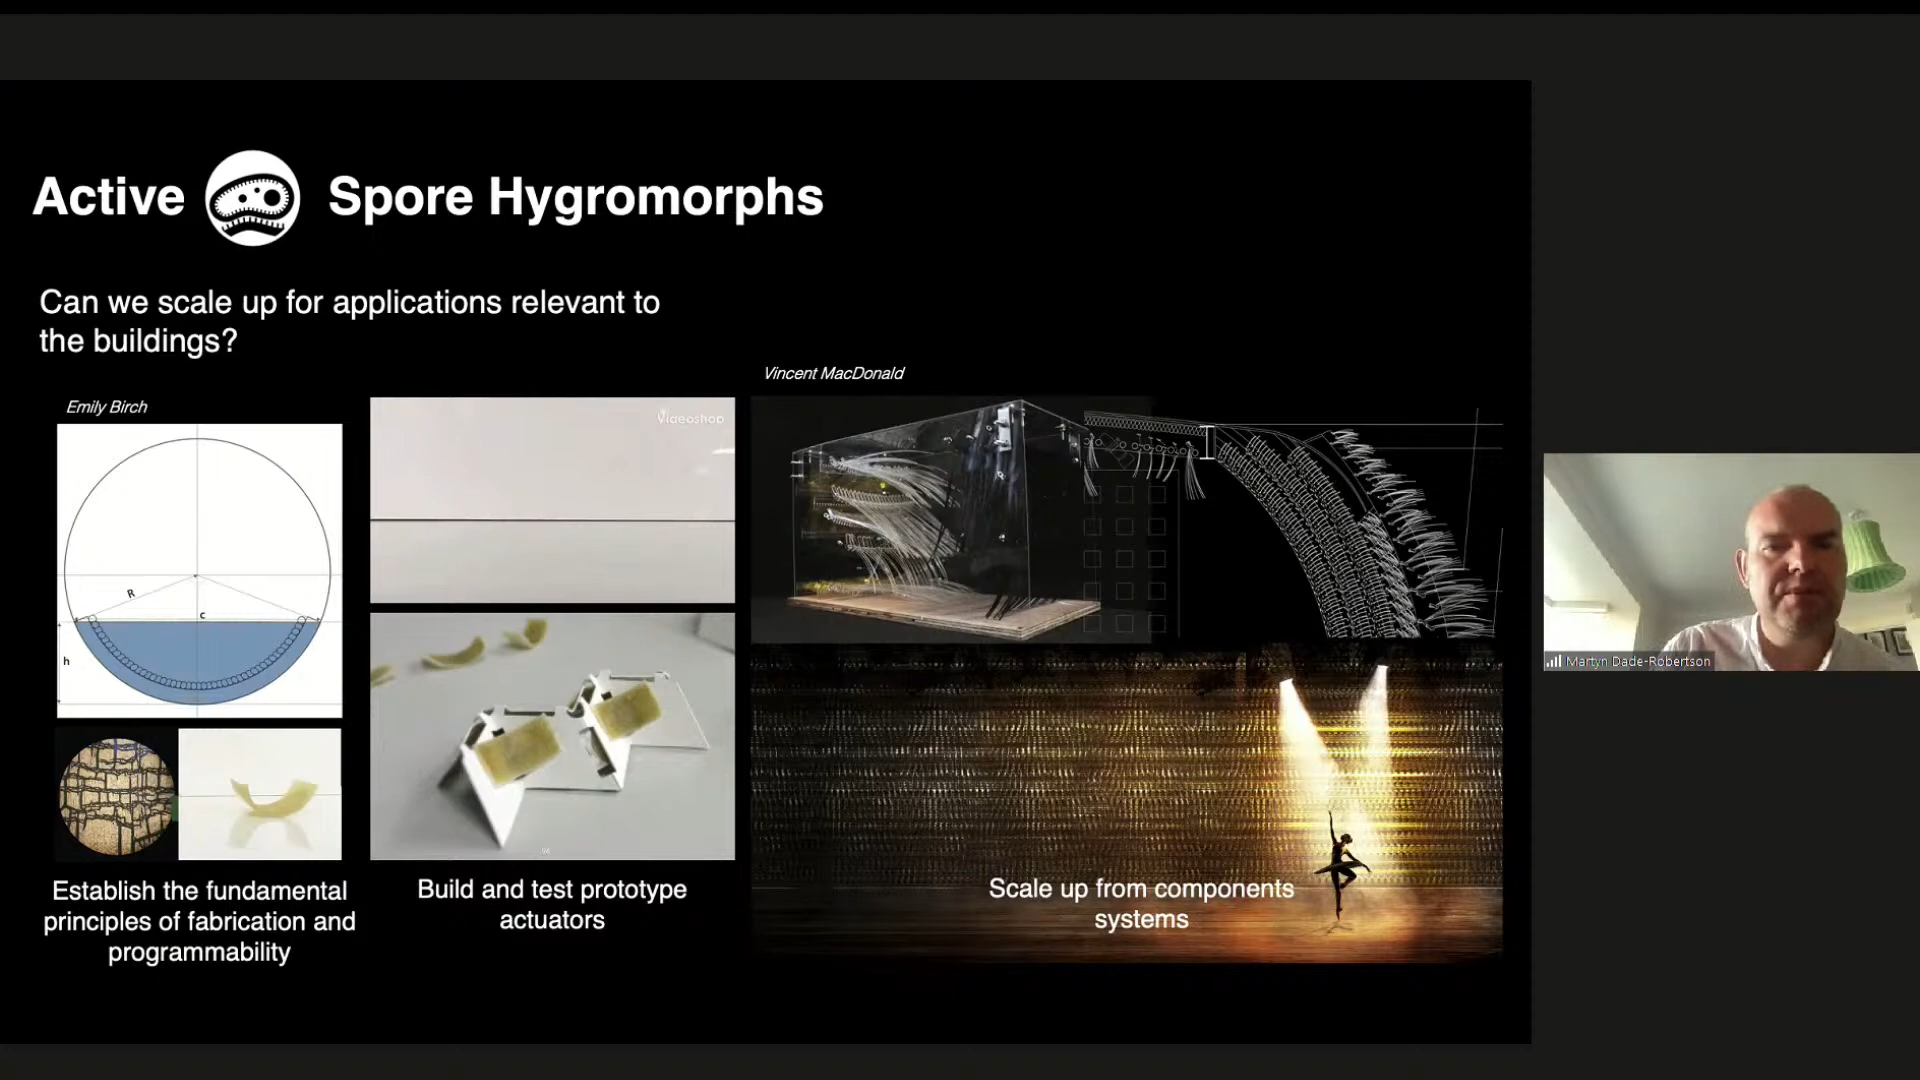 Active Spore Hygromorphs
Can we scale up for applications relevant to
the buildings?
Emily Birch
Vincent MacDonald
Videoshop
R
c
h
Establish the fundamental
principles of fabrication and
programmability
Build and test prototype
actuators
Scale up from components
systems
Martyn Dade-Robertson